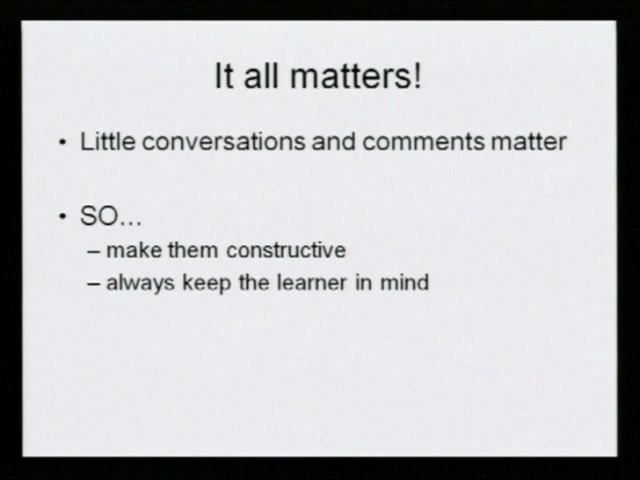 It all matters!
• Little conversations and comments matter
• SO...
– make them constructive
– always keep the learner in mind